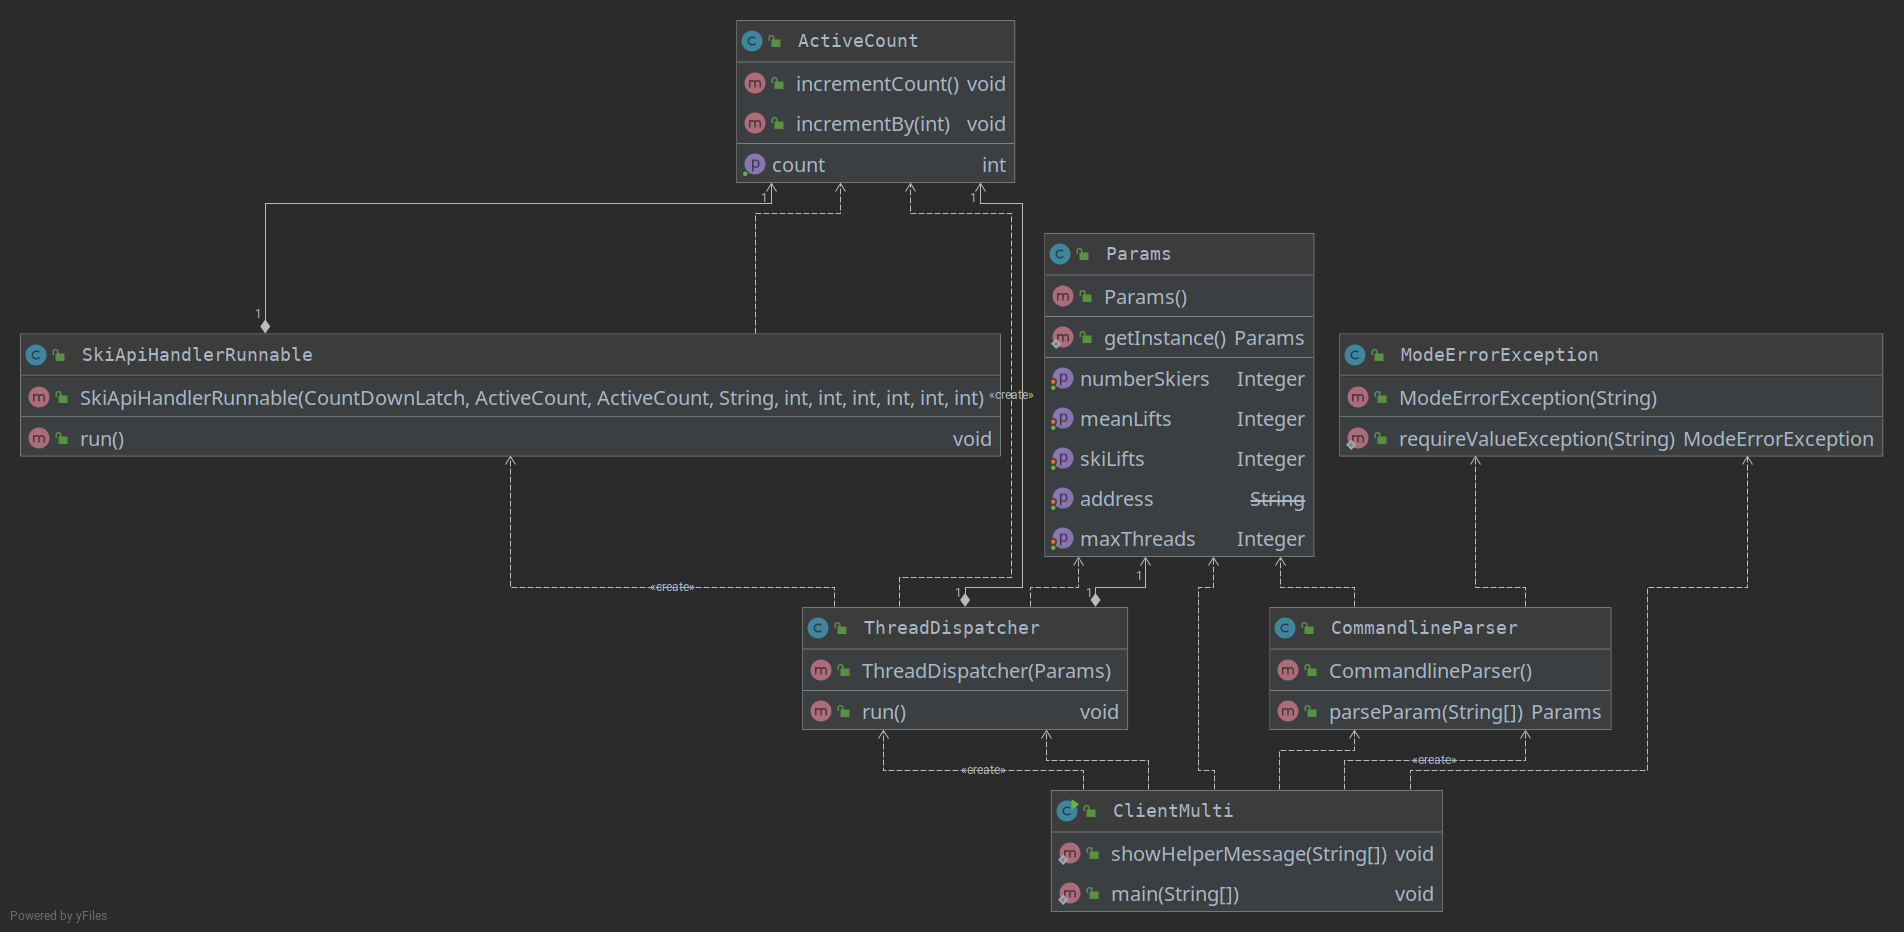 ActiveCount
incrementCount() void
incrementBy(int) void
count int
1
1
1
Params
Params()
getInstance() Params
numberSkiers Integer
meanLifts Integer
skiLifts Integer
address String
maxThreads Integer
SkiApiHandlerRunnable
SkiApiHandlerRunnable(CountDownLatch, ActiveCount, ActiveCount, String, int, int, int, int, int, int)
run() void
«create»
ModeErrorException
ModeErrorException(String)
requireValueException(String) ModeErrorException
«create»
1
1
1
ThreadDispatcher
ThreadDispatcher(Params)
run() void
CommandlineParser
CommandlineParser()
parseParam(String[]) Params
«create»
«create»
ClientMulti
showHelperMessage(String[]) void
main(String[]) void
Powered by yFiles